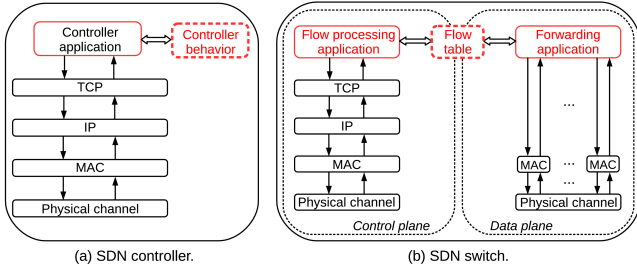 Controller
application
Controller
behavior
TCP
IP
MAC
Physical channel
(a) SDN controller.
Flow processing
application
Flow
table
Forwarding
application
TCP
IP
MAC
Physical channel
Control plane
...
MAC
...
MAC
...
Physical channel
Data plane
(b) SDN switch.